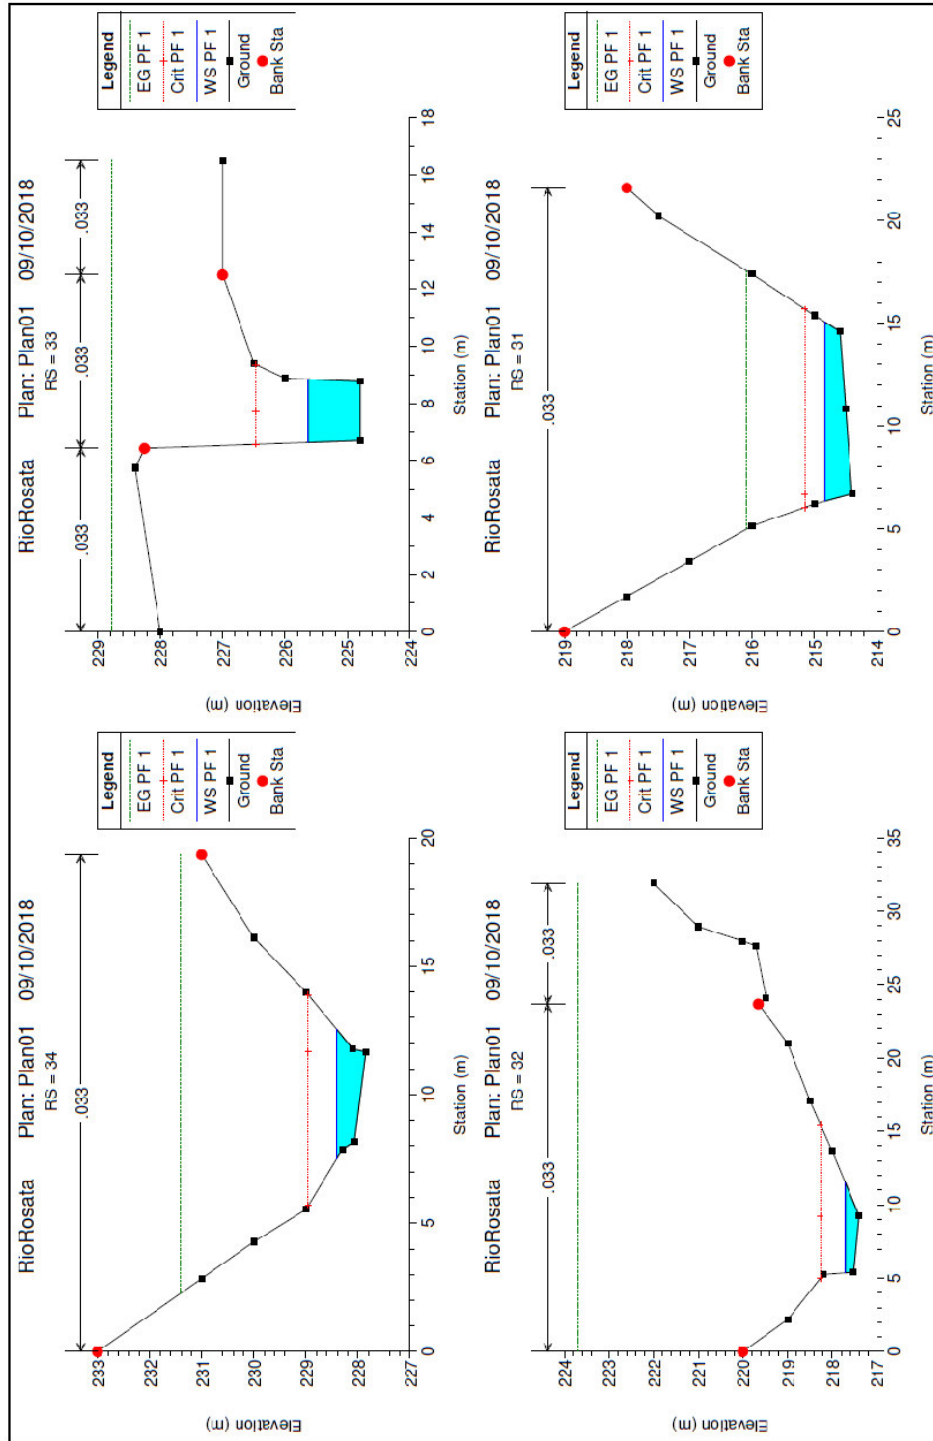 RioRosata Plan: Plan01 09/10/2018
RS = 34
.033
Elevation (m)
233
232
231
230
229
228
227
0
5
10
15
20
Station (m)
Legend
EG PF 1
Crit PF 1
WS PF 1
Ground
Bank Sta
RioRosata Plan: Plan01 09/10/2018
RS = 33
.033
.033
.033
Elevation (m)
229
228
227
226
225
224
0
2
4
6
8
10
12
14
16
18
Station (m)
Legend
EG PF 1
Crit PF 1
WS PF 1
Ground
Bank Sta
RioRosata Plan: Plan01 09/10/2018
RS = 32
.033
.033
Elevation (m)
224
223
222
221
220
219
218
217
0
5
10
15
20
25
30
35
Station (m)
Legend
EG PF 1
Crit PF 1
WS PF 1
Ground
Bank Sta
RioRosata Plan: Plan01 09/10/2018
RS = 31
.033
Elevation (m)
219
218
217
216
215
214
0
5
10
15
20
25
Station (m)
Legend
EG PF 1
Crit PF 1
WS PF 1
Ground
Bank Sta